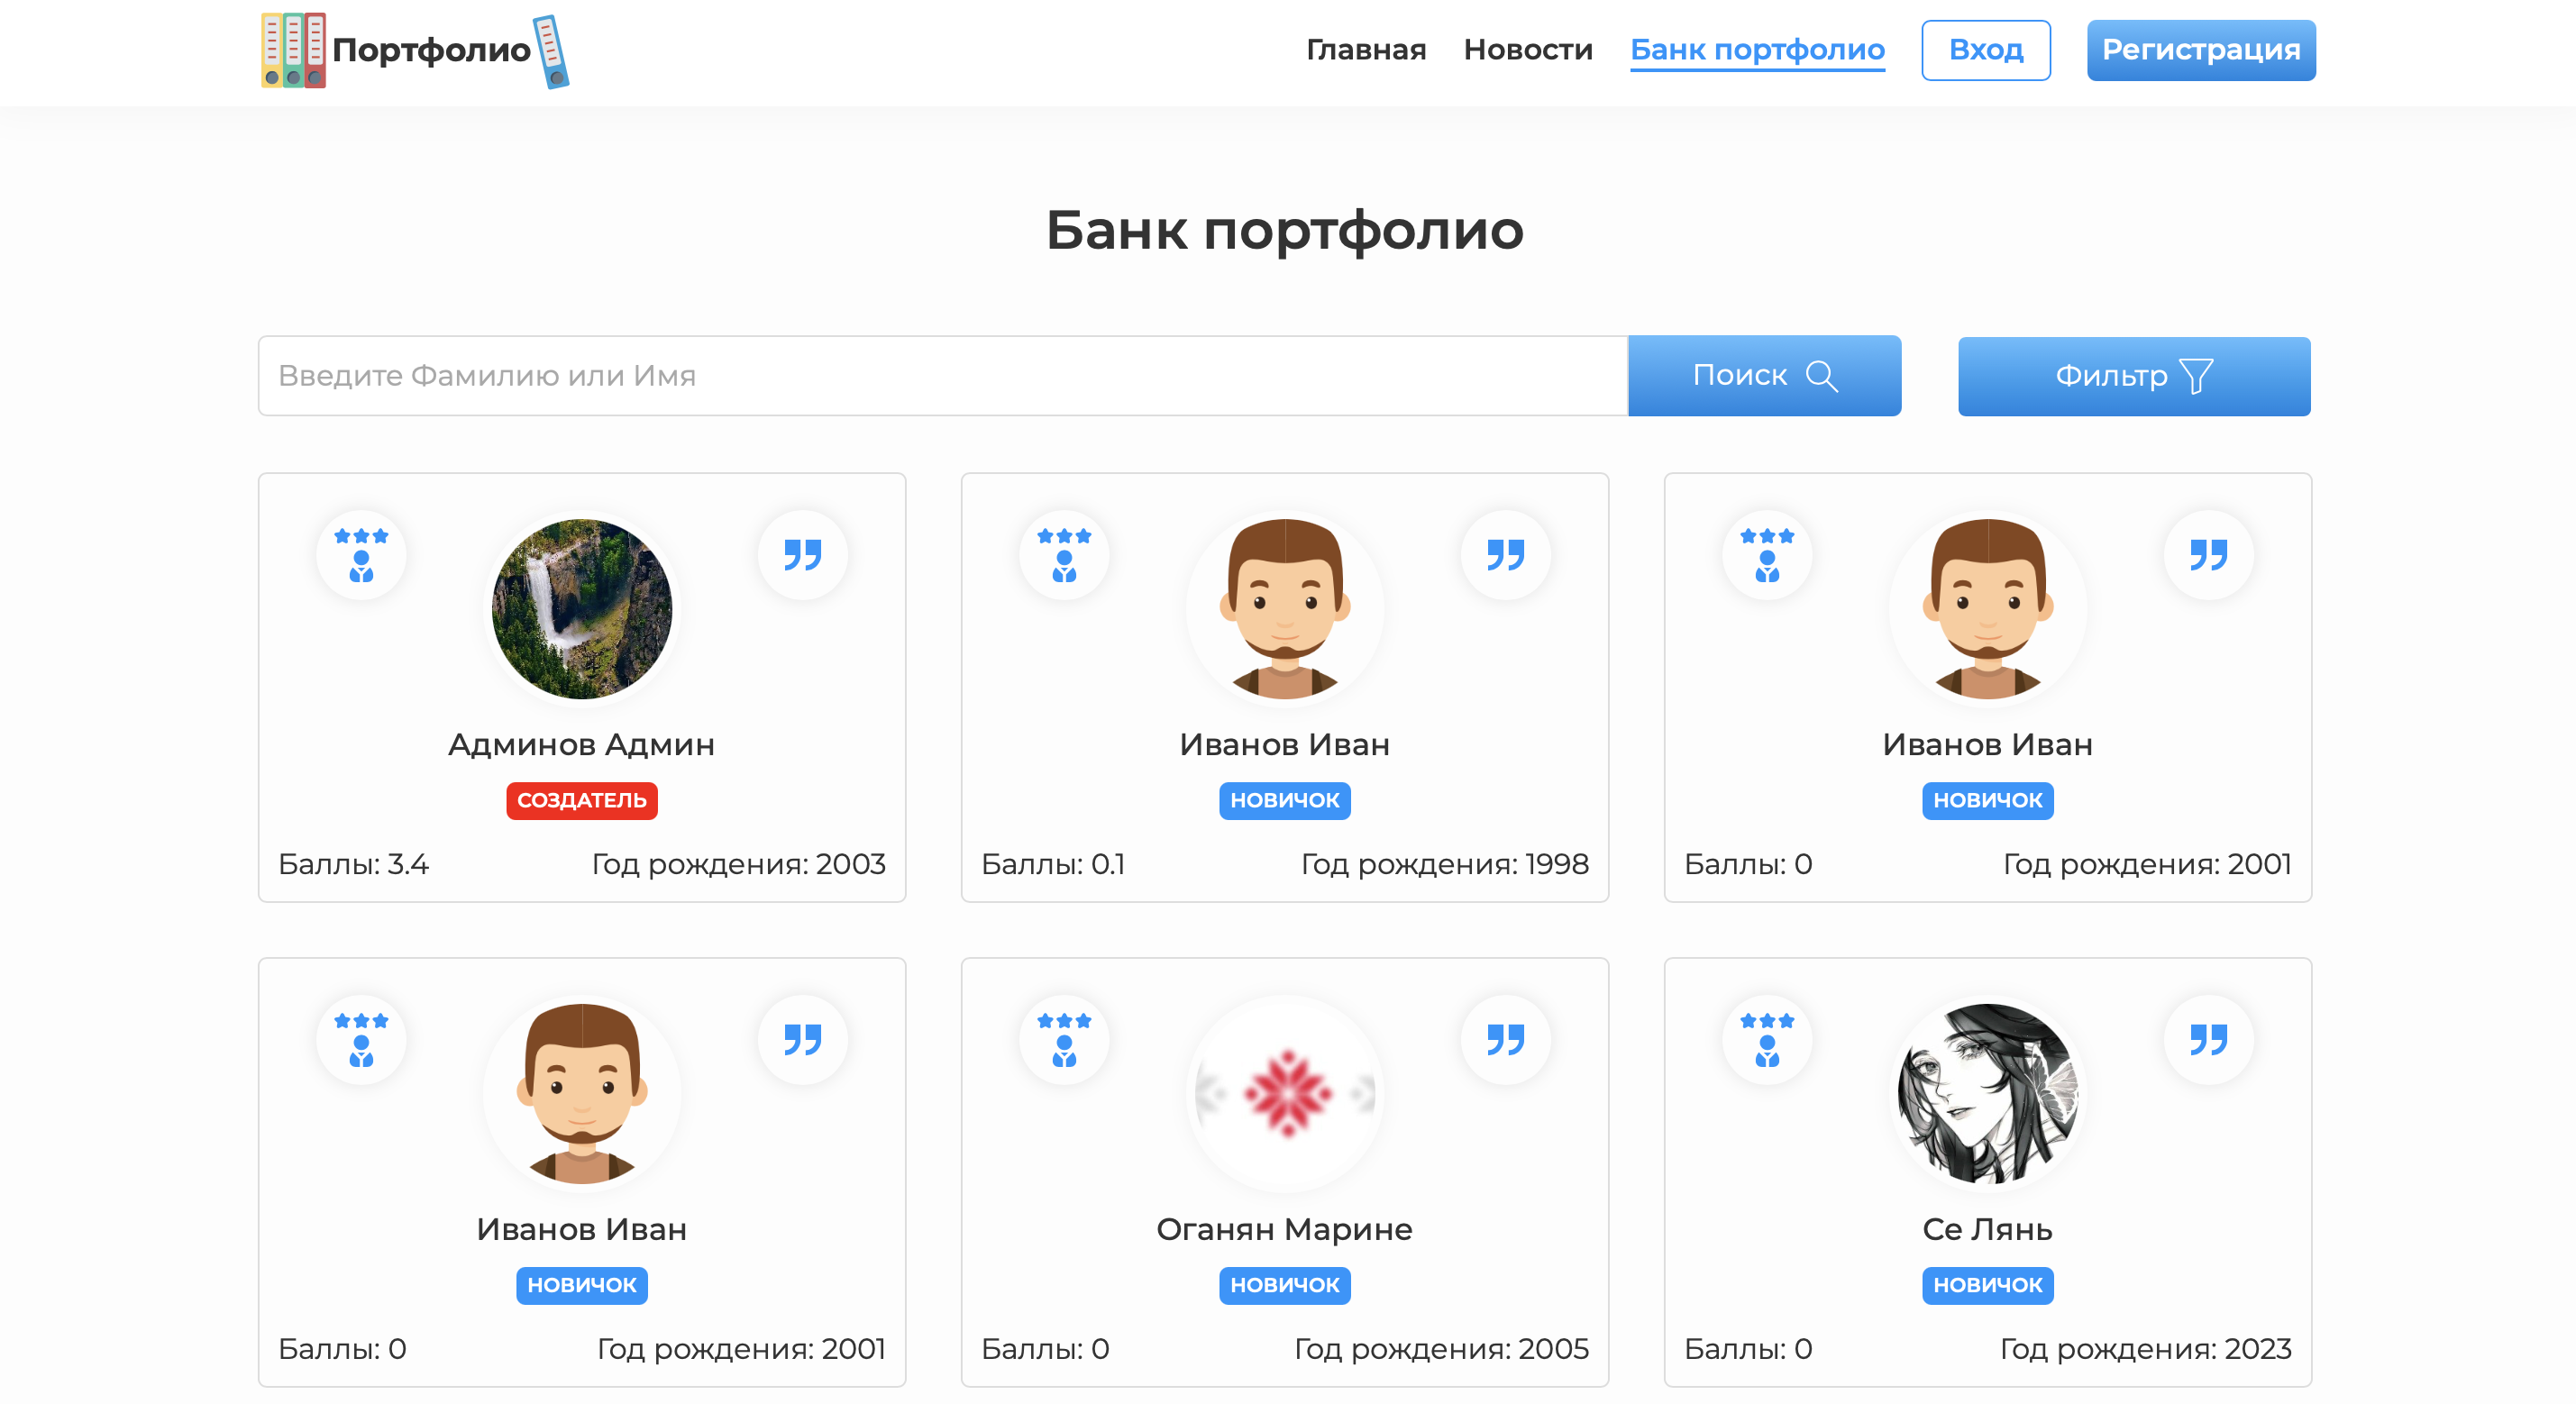 Портфолио
Главная Новости Банк портфолио Вход Регистрация
Банк портфолио
Введите Фамилию или Имя Поиск Фильтр
Админов Админ
СОЗДАТЕЛЬ
Баллы: 3.4 Год рождения: 2003
Иванов Иван
НОВИЧОК
Баллы: 0.1 Год рождения: 1998
Иванов Иван
НОВИЧОК
Баллы: 0 Год рождения: 2001
Иванов Иван
НОВИЧОК
Баллы: 0 Год рождения: 2001
Оганян Марине
НОВИЧОК
Баллы: 0 Год рождения: 2005
Се Лянь
НОВИЧОК
Баллы: 0 Год рождения: 2023